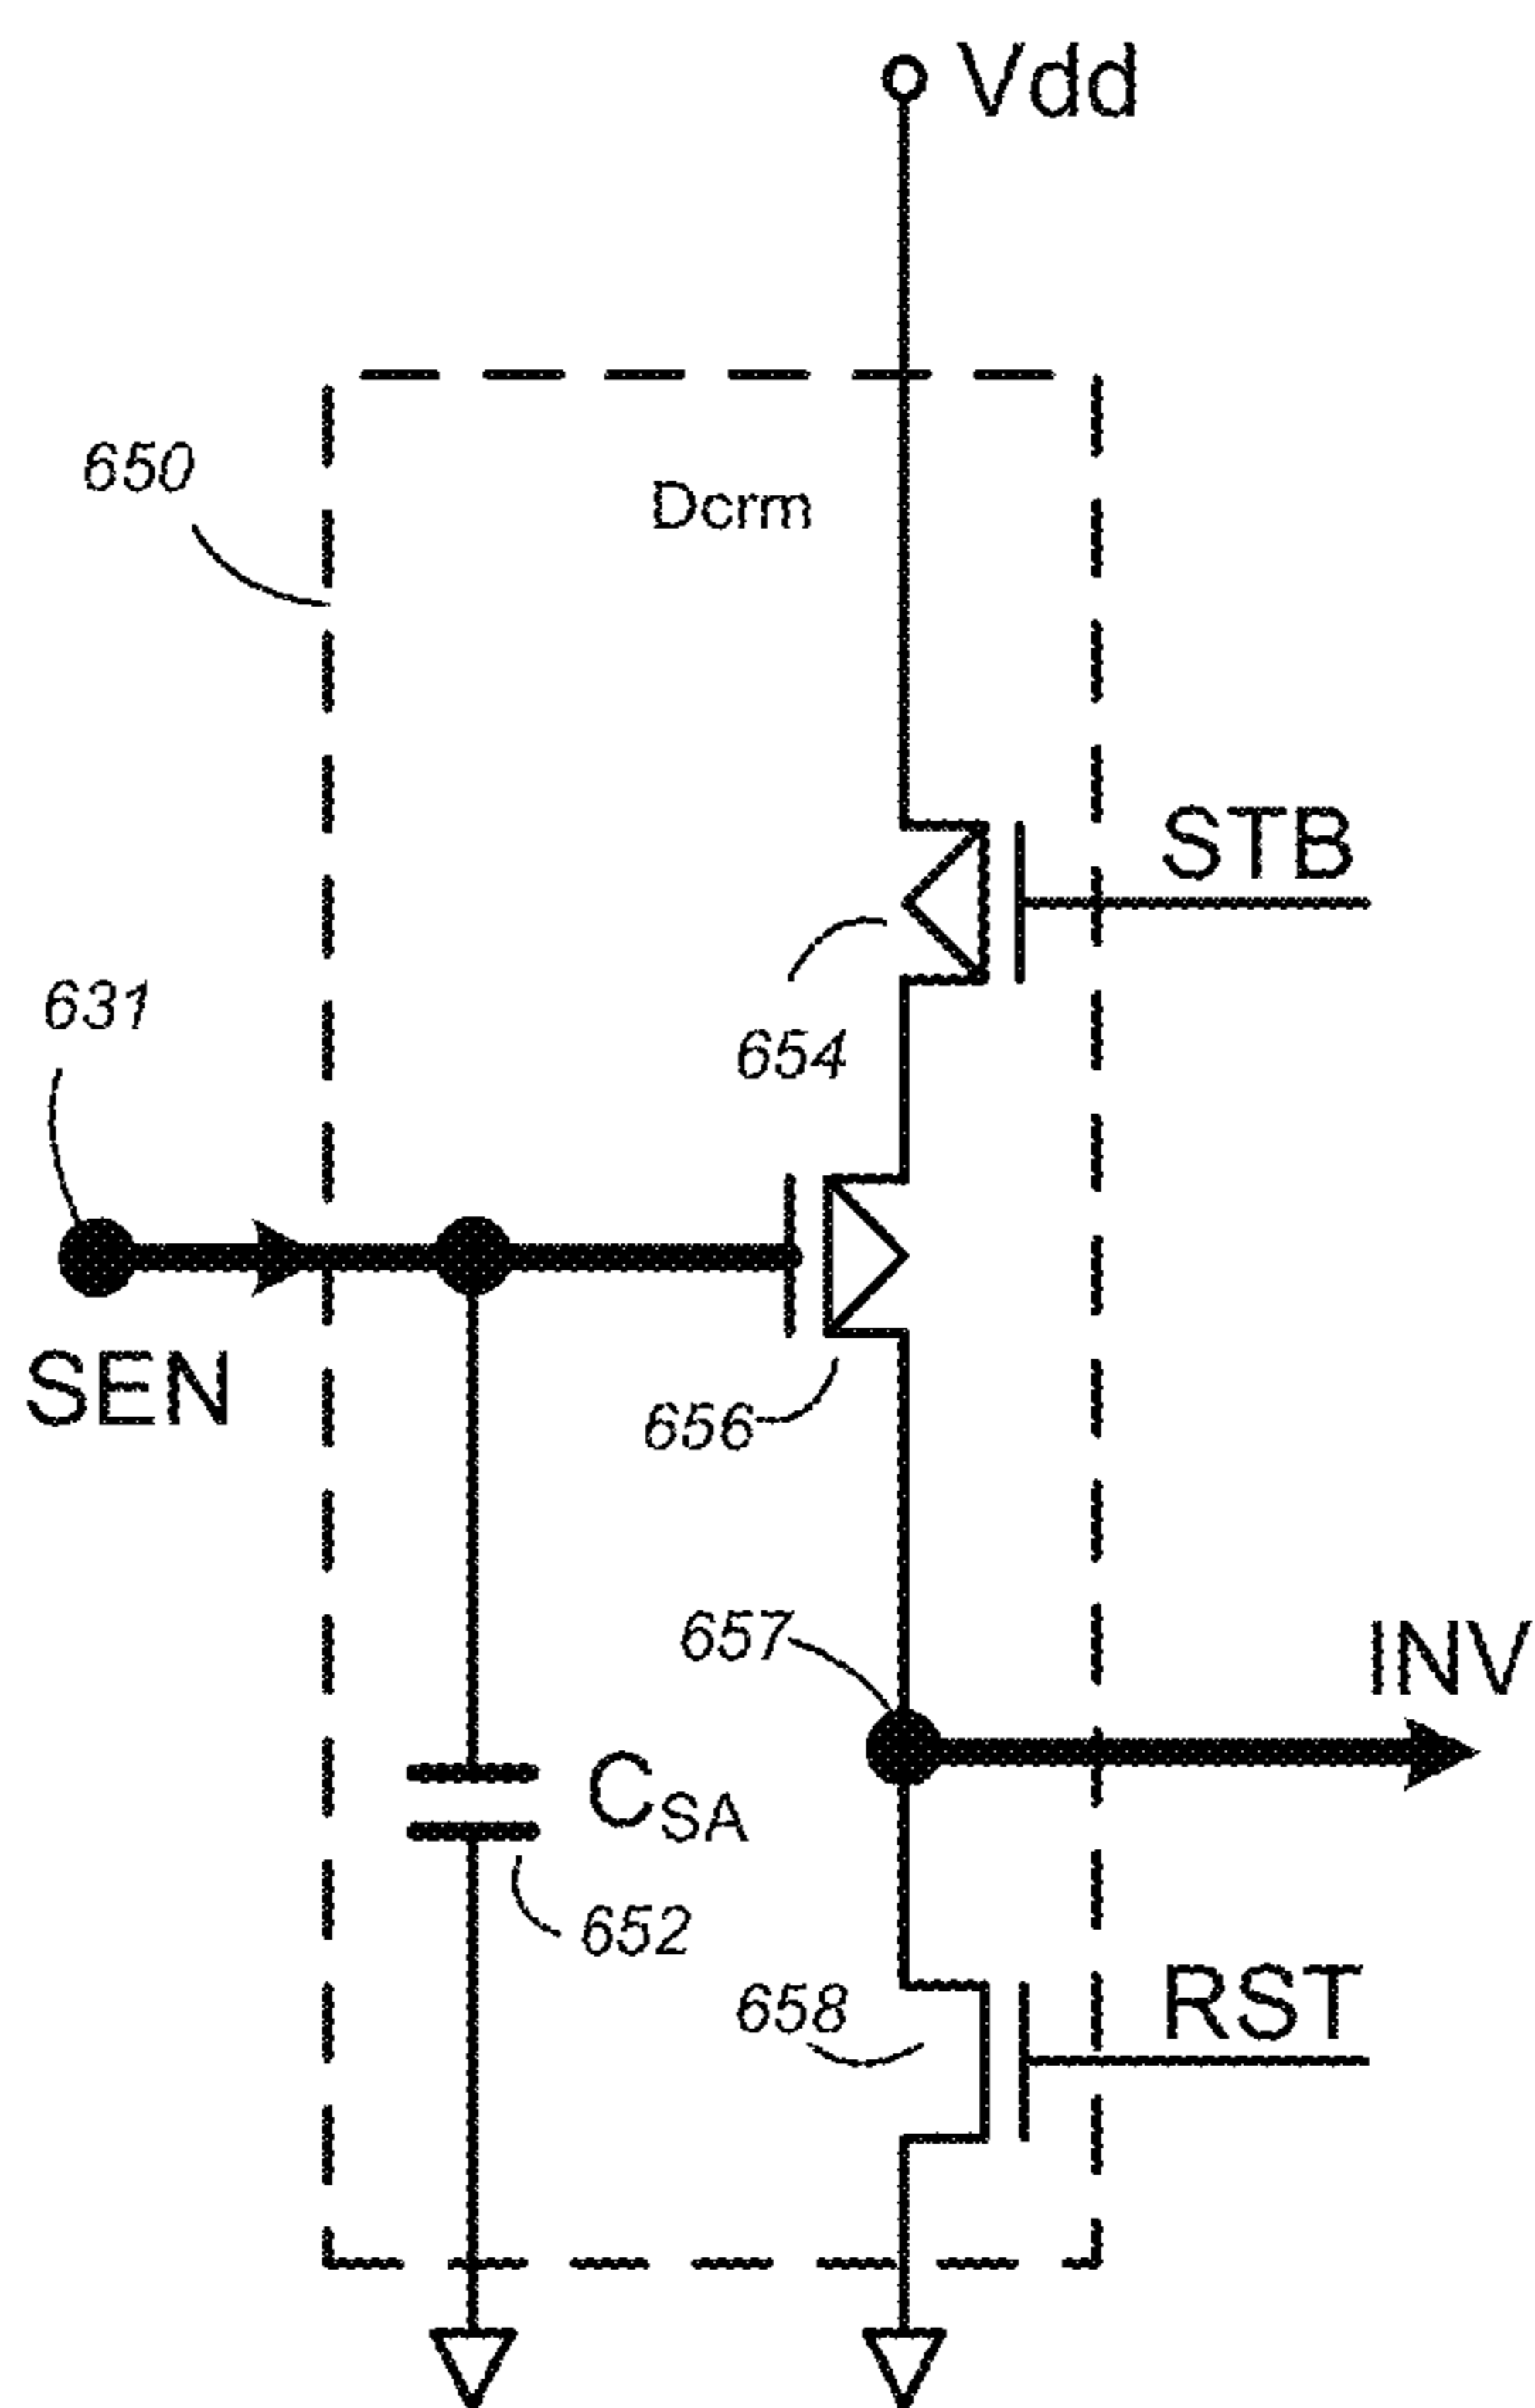 Vdd
650
Dcrm
STB
631
654
SEN
656
657
INV
CSA
652
658
RST